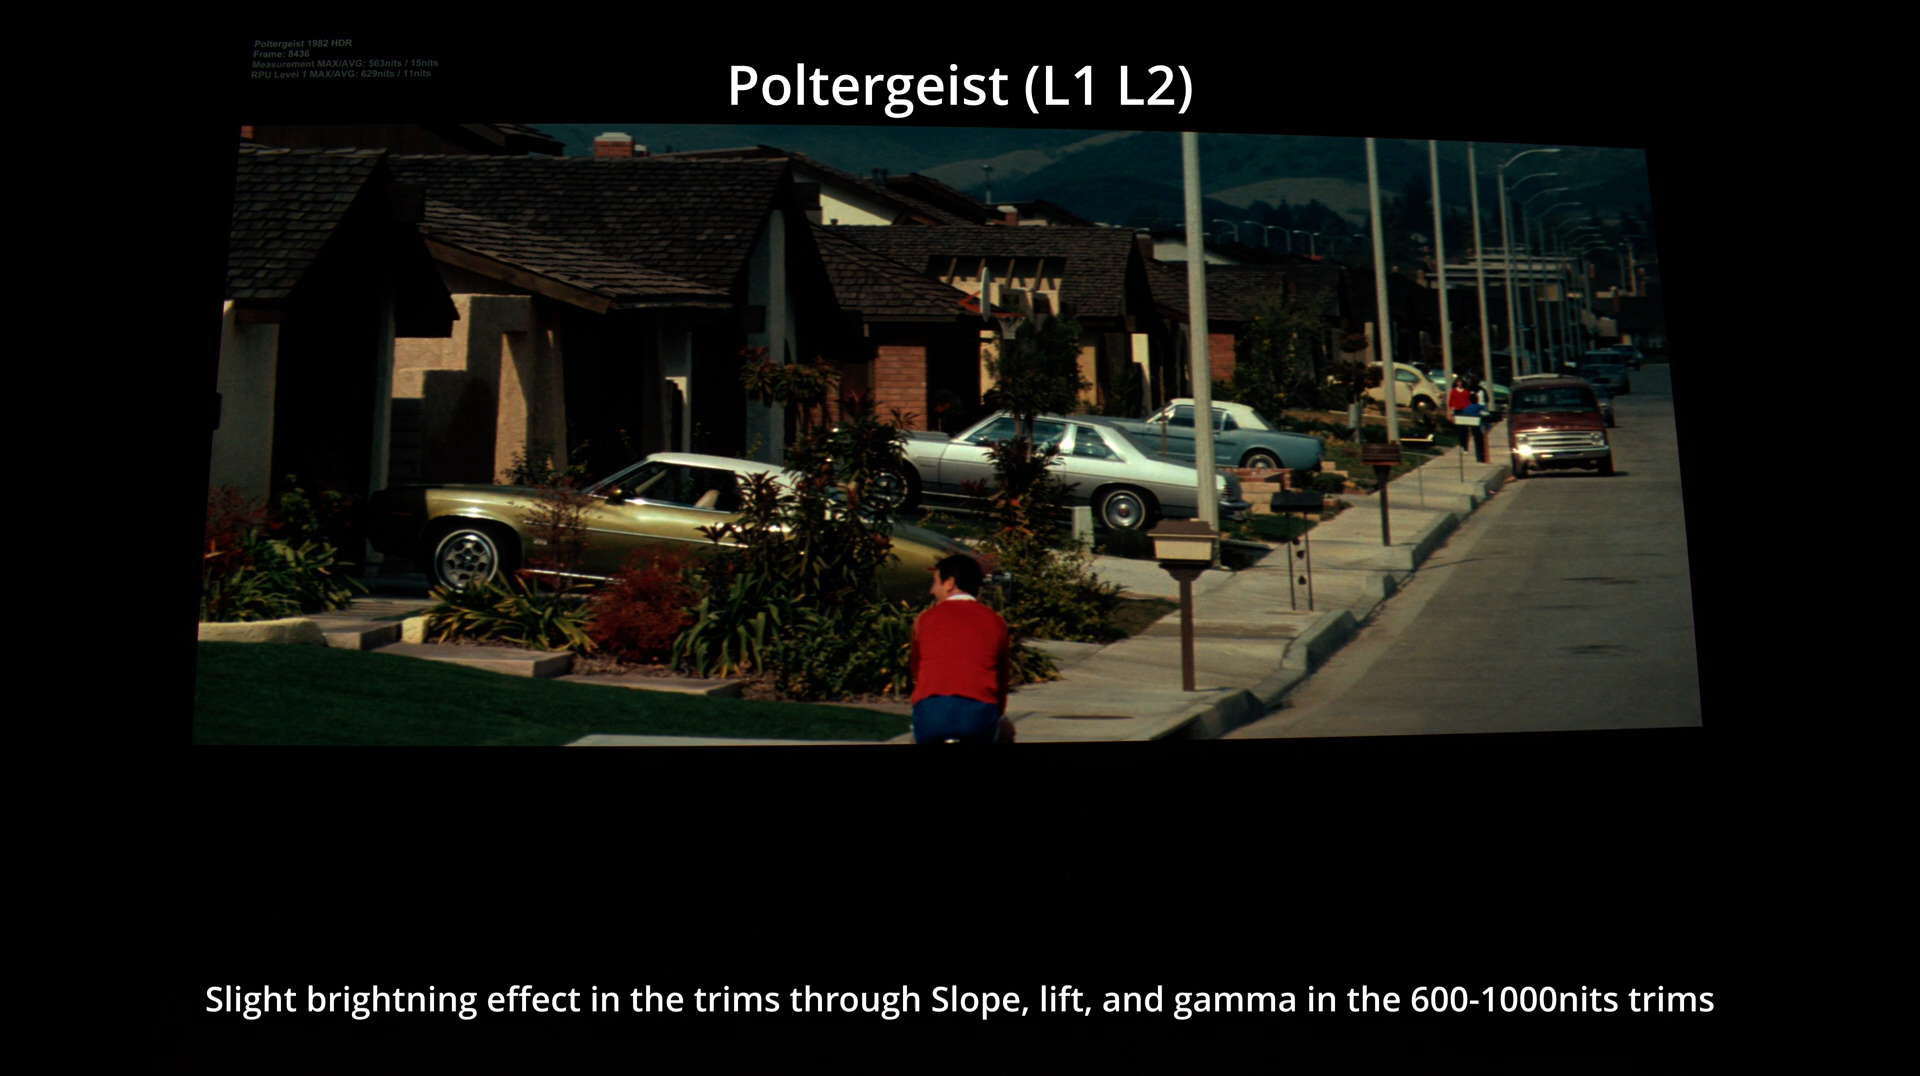 Poltergeist 1982 HDR
Frame: 8436
Measurement MAX/AVG: 563nits / 15nits
RPU Level 1 MAX/AVG: 629nits / 11nits
Poltergeist (L1 L2)
Slight brightning effect in the trims through Slope, lift, and gamma in the 600-1000nits trims